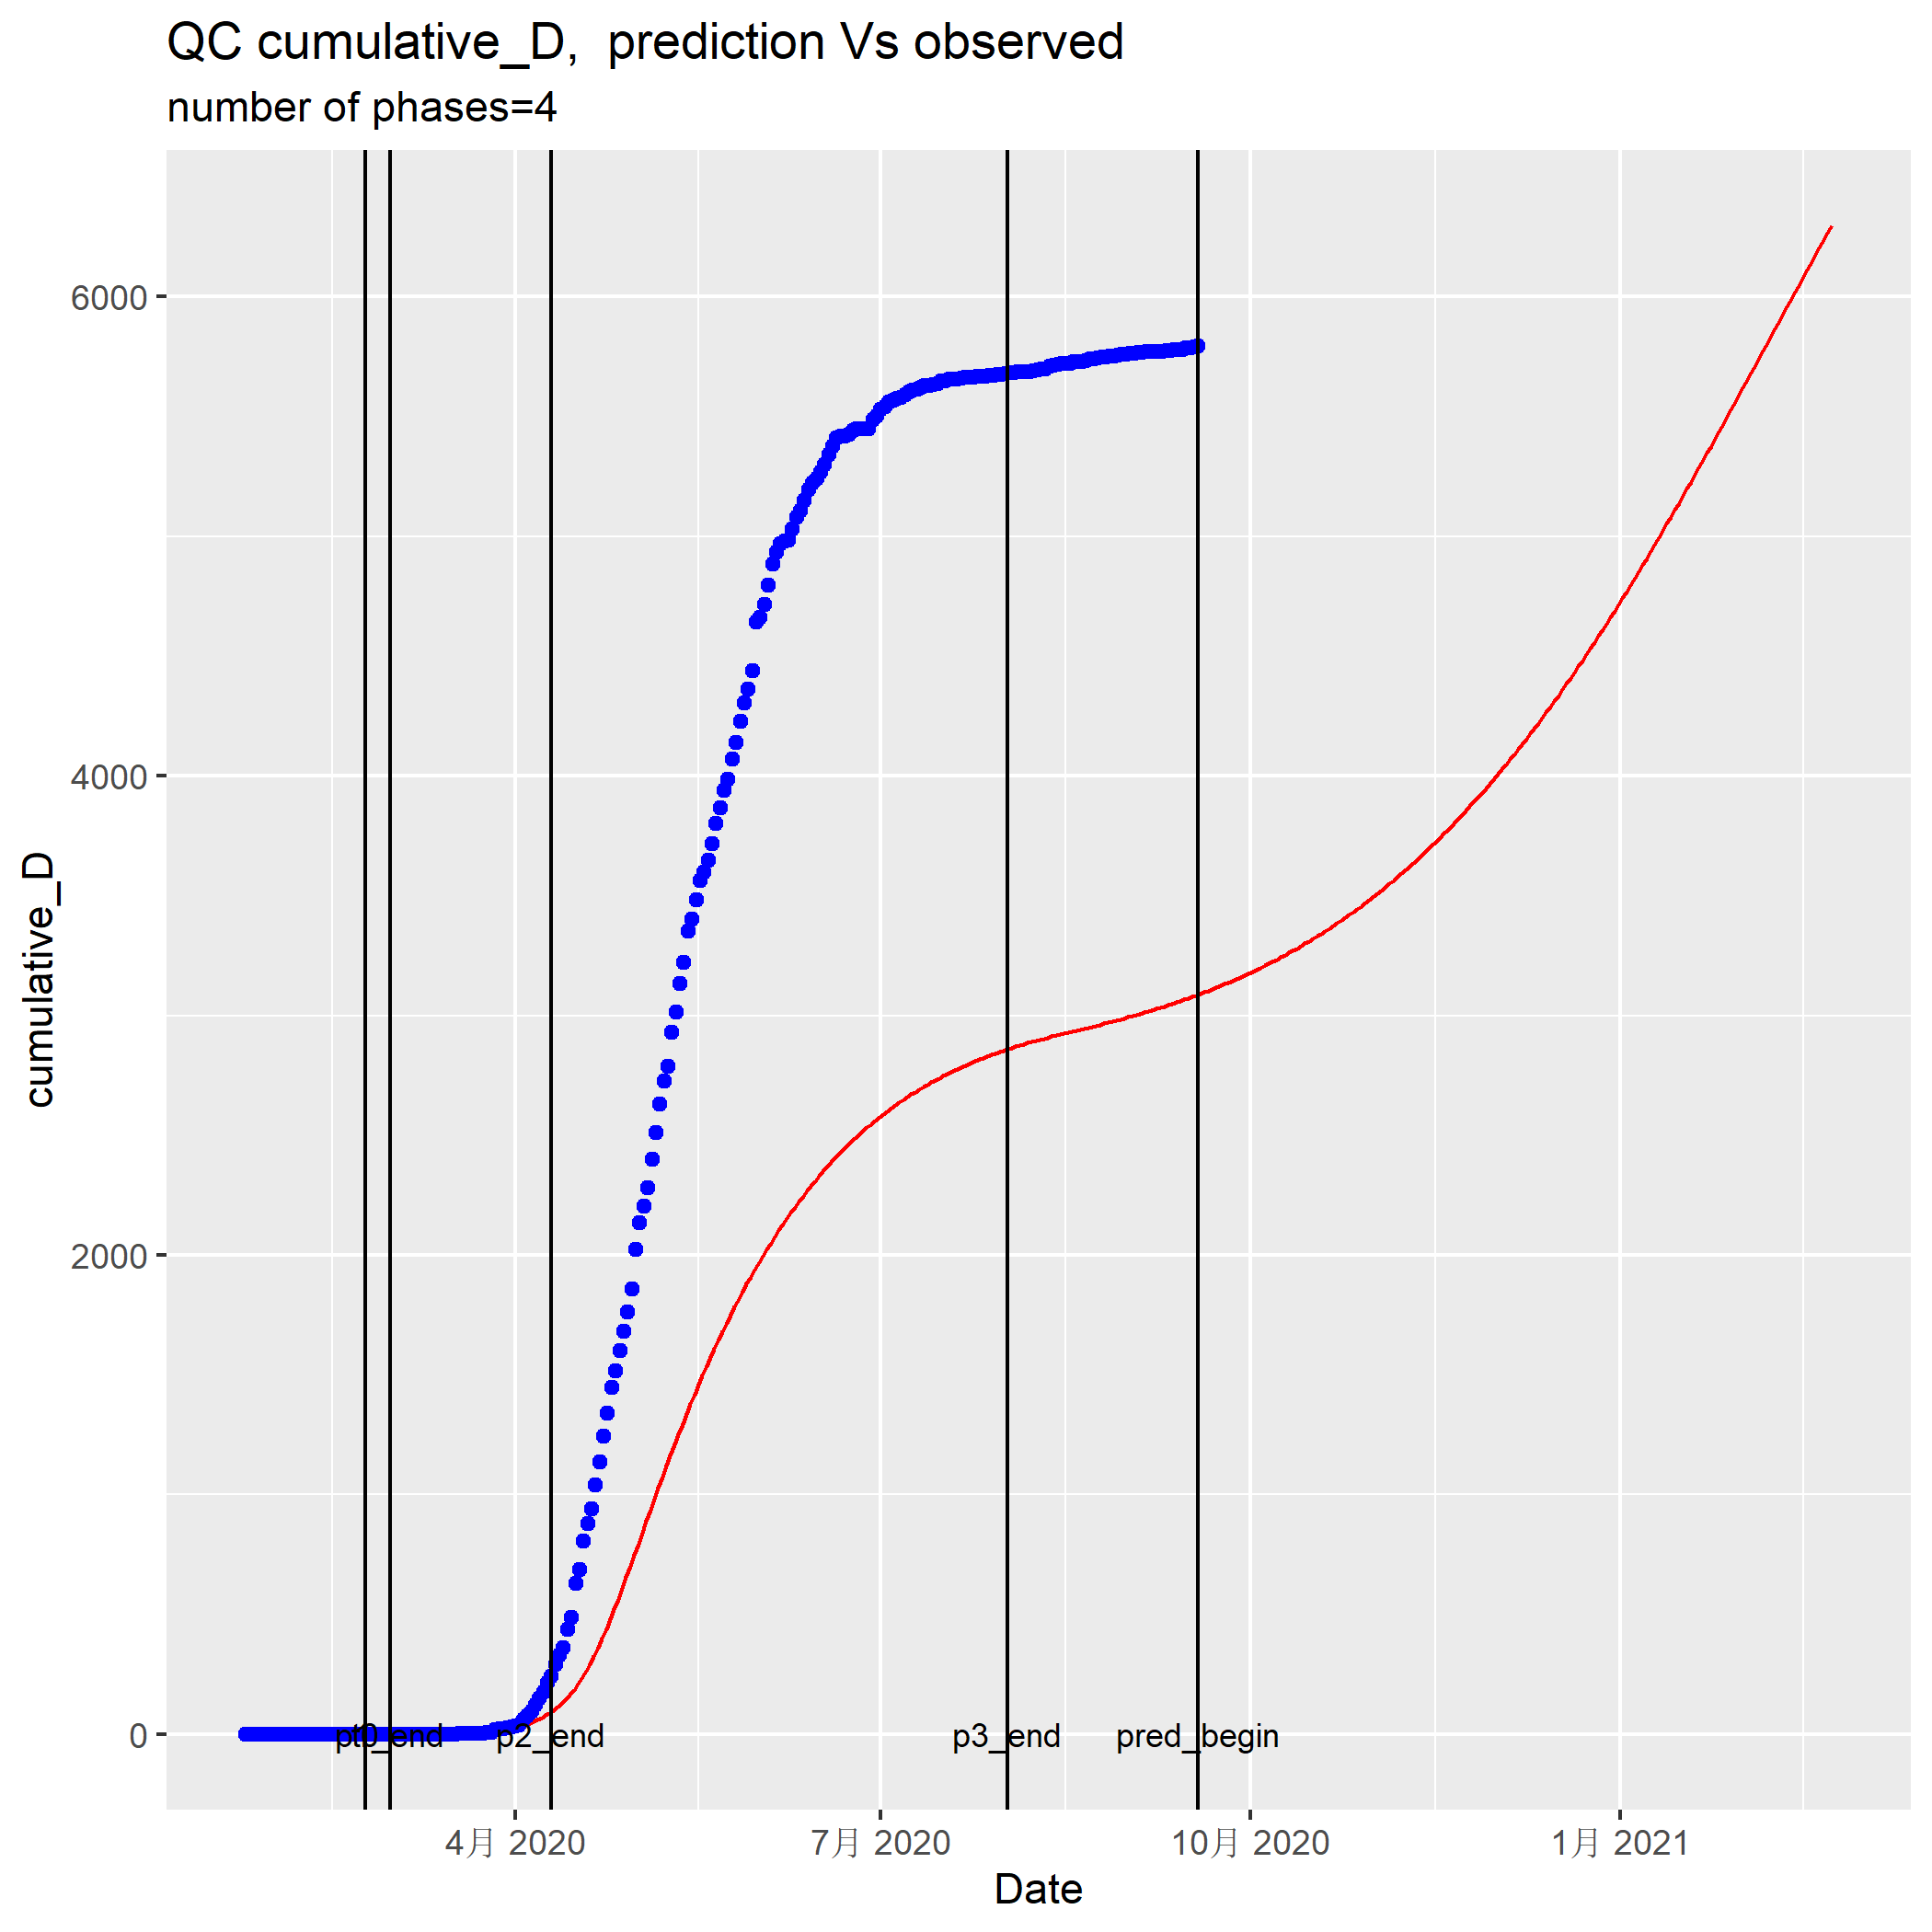 QC cumulative_D,  prediction Vs observed
number of phases=4
cumulative_D
6000
4000
2000
0
p2_end
p3_end
pred_begin
4月 2020
7月 2020
10月 2020
1月 2021
Date